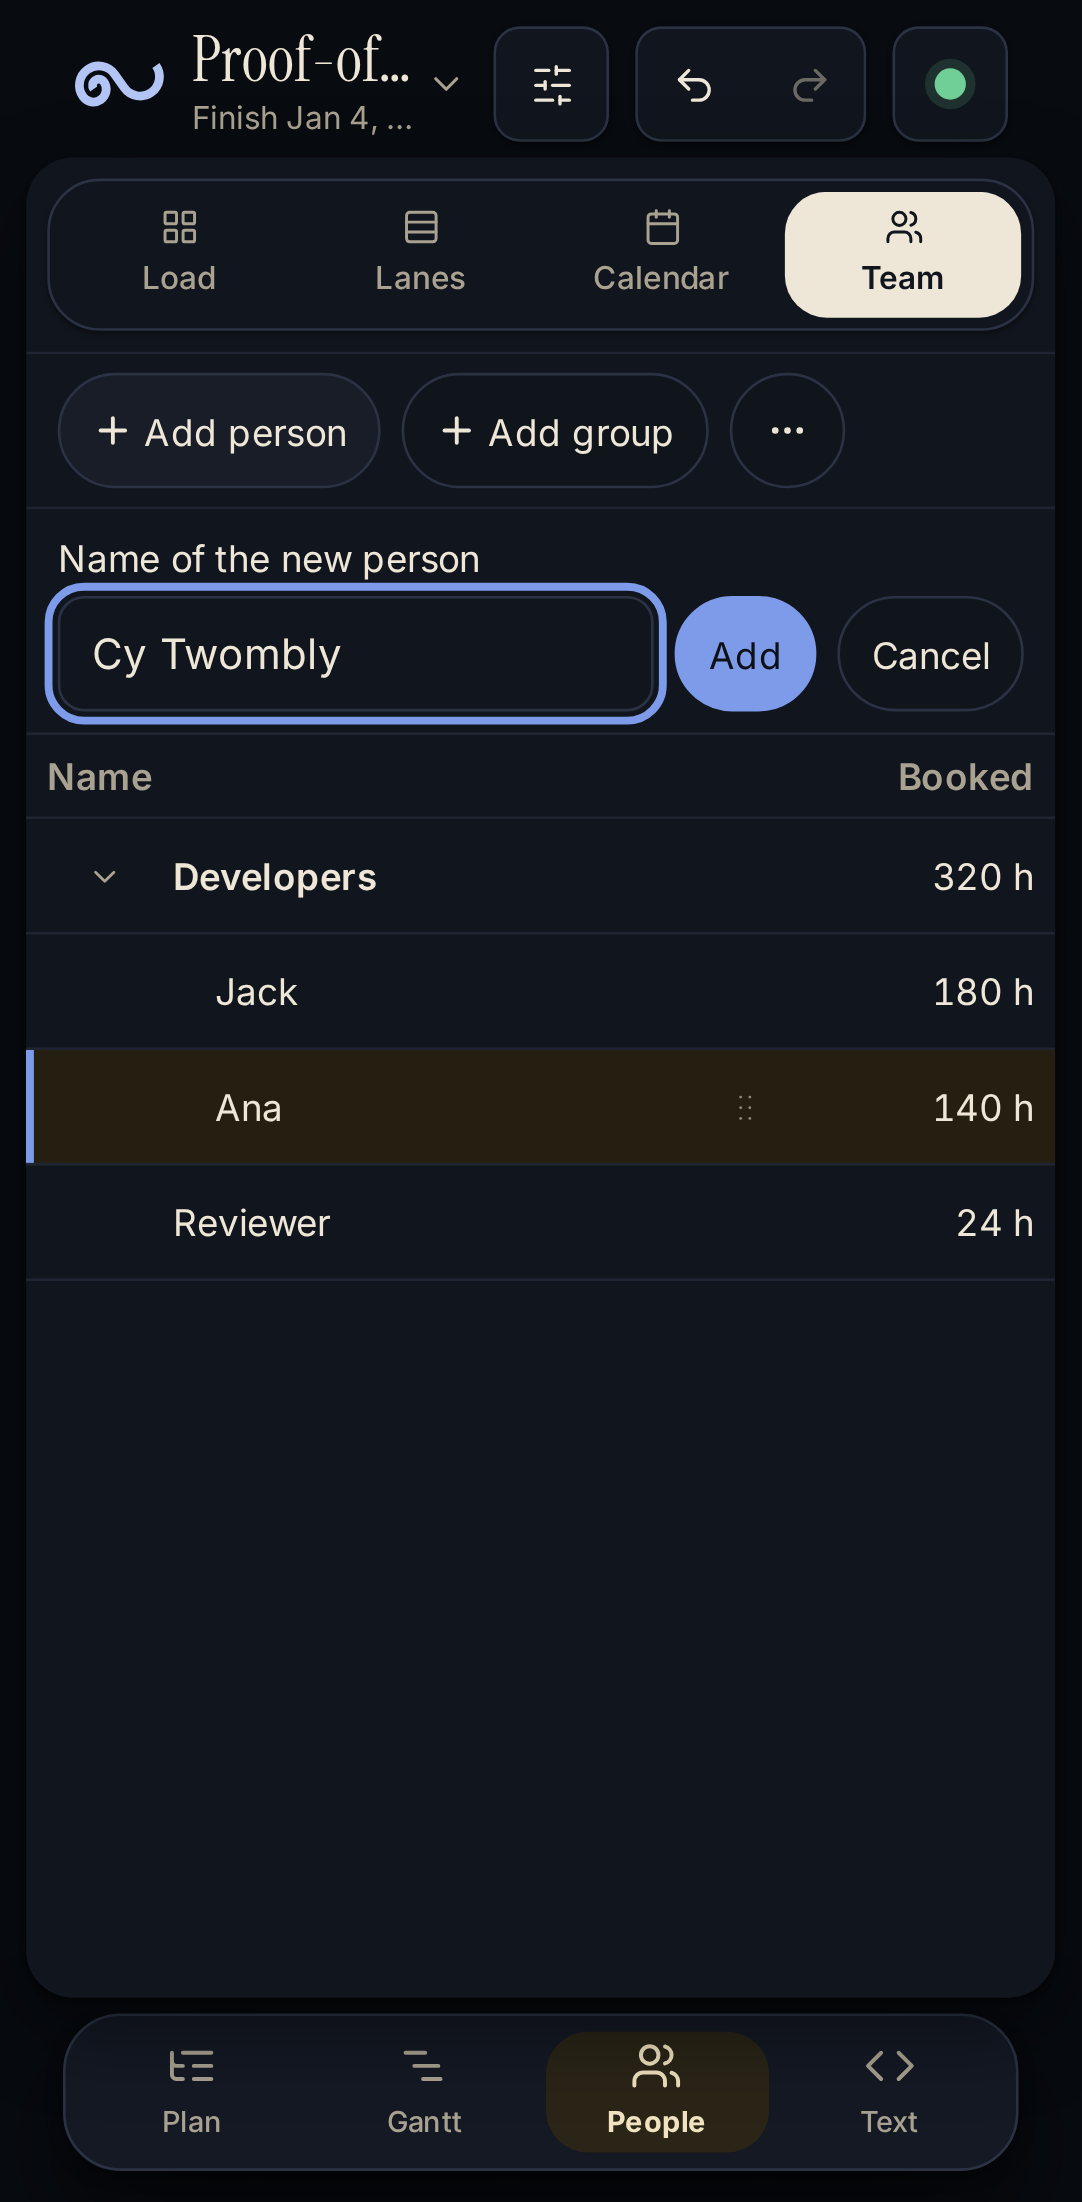 Proof-of...
Finish Jan 4, ...
Load
Lanes
Calendar
Team
+ Add person
+ Add group
Name of the new person
Cy Twombly
Add
Cancel
Name
Booked
Developers
320 h
Jack
180 h
Ana
140 h
Reviewer
24 h
Plan
Gantt
People
Text